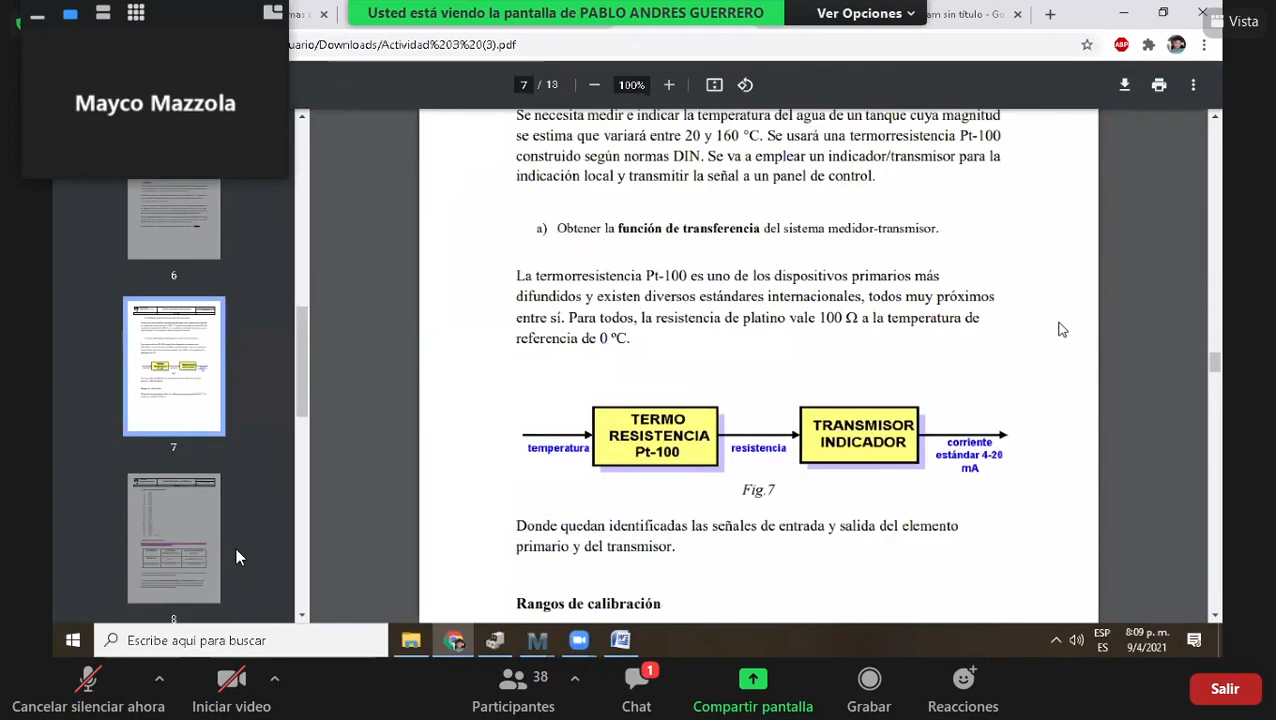 Usted está viendo la pantalla de PABLO ANDRES GUERRERO
Ver Opciones
am sin título - Go
Vista
Mayco Mazzola
uario/Downloads/Actividad%203%20(3).pdf
ABP
7 / 13
100%
Se necesita medir e indicar la temperatura del agua de un tanque cuya magnitud
se estima que variará entre 20 y 160 °C. Se usará una termorresistencia Pt-100
construido según normas DIN. Se va a emplear un indicador/transmisor para la
indicación local y transmitir la señal a un panel de control.
a) Obtener la función de transferencia del sistema medidor-transmisor.
La termorresistencia Pt-100 es uno de los dispositivos primarios más
difundidos y existen diversos estándares internacionales, todos muy próximos
entre sí. Para todos, la resistencia de platino vale 100 Ω a la temperatura de
referencia de 0 ºC.
temperatura
TERMO
RESISTENCIA
Pt-100
resistencia
TRANSMISOR
INDICADOR
corriente
estándar 4-20
mA
Fig.7
Donde quedan identificadas las señales de entrada y salida del elemento
primario y del transmisor.
Rangos de calibración
6
7
8
Escribe aquí para buscar
ESP
ES
8:09 p. m.
9/4/2021
Cancelar silenciar ahora
Iniciar video
38
Participantes
1
Chat
Compartir pantalla
Grabar
Reacciones
Salir